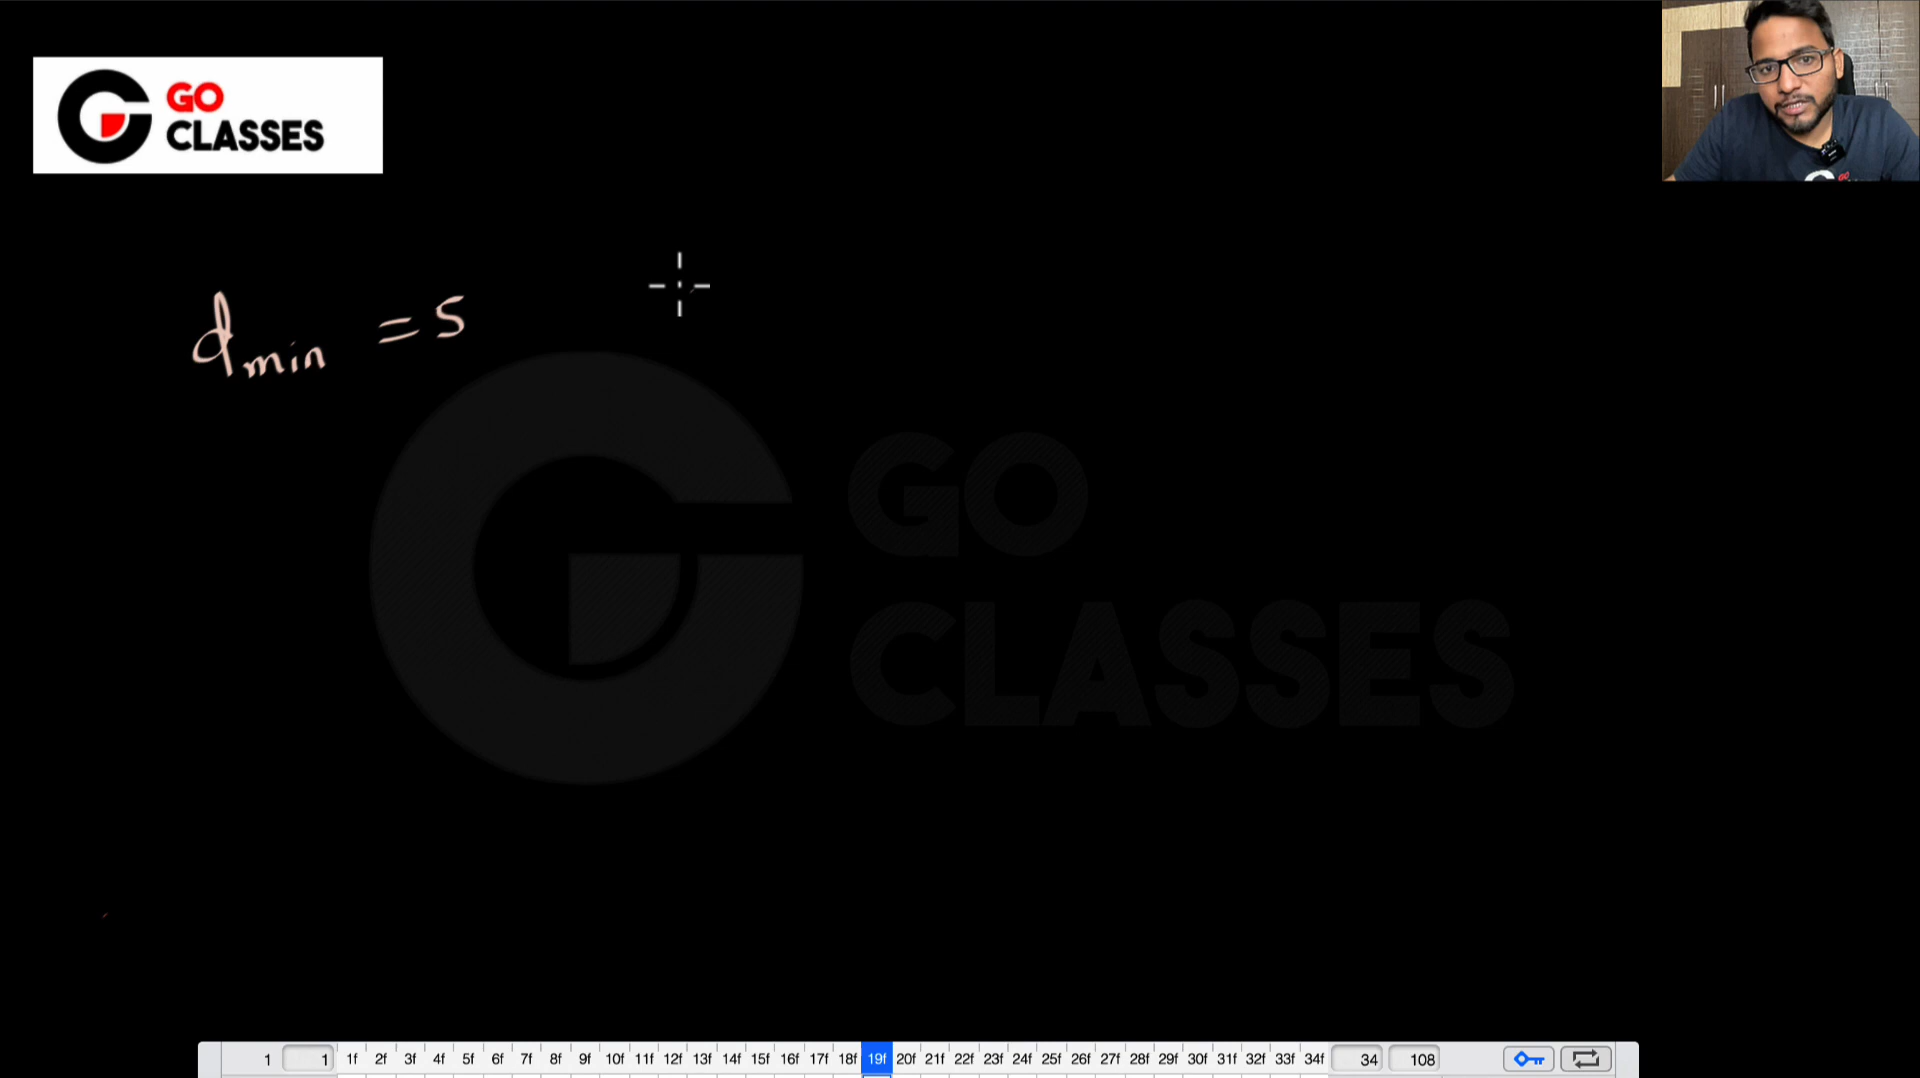 GO
CLASSES
d_min = 5
GO
CLASSES
1 1 1f 2f 3f 4f 5f 6f 7f 8f 9f 10f 11f 12f 13f 14f 15f 16f 17f 18f 19f 20f 21f 22f 23f 24f 25f 26f 27f 28f 29f 30f 31f 32f 33f 34f 34 108